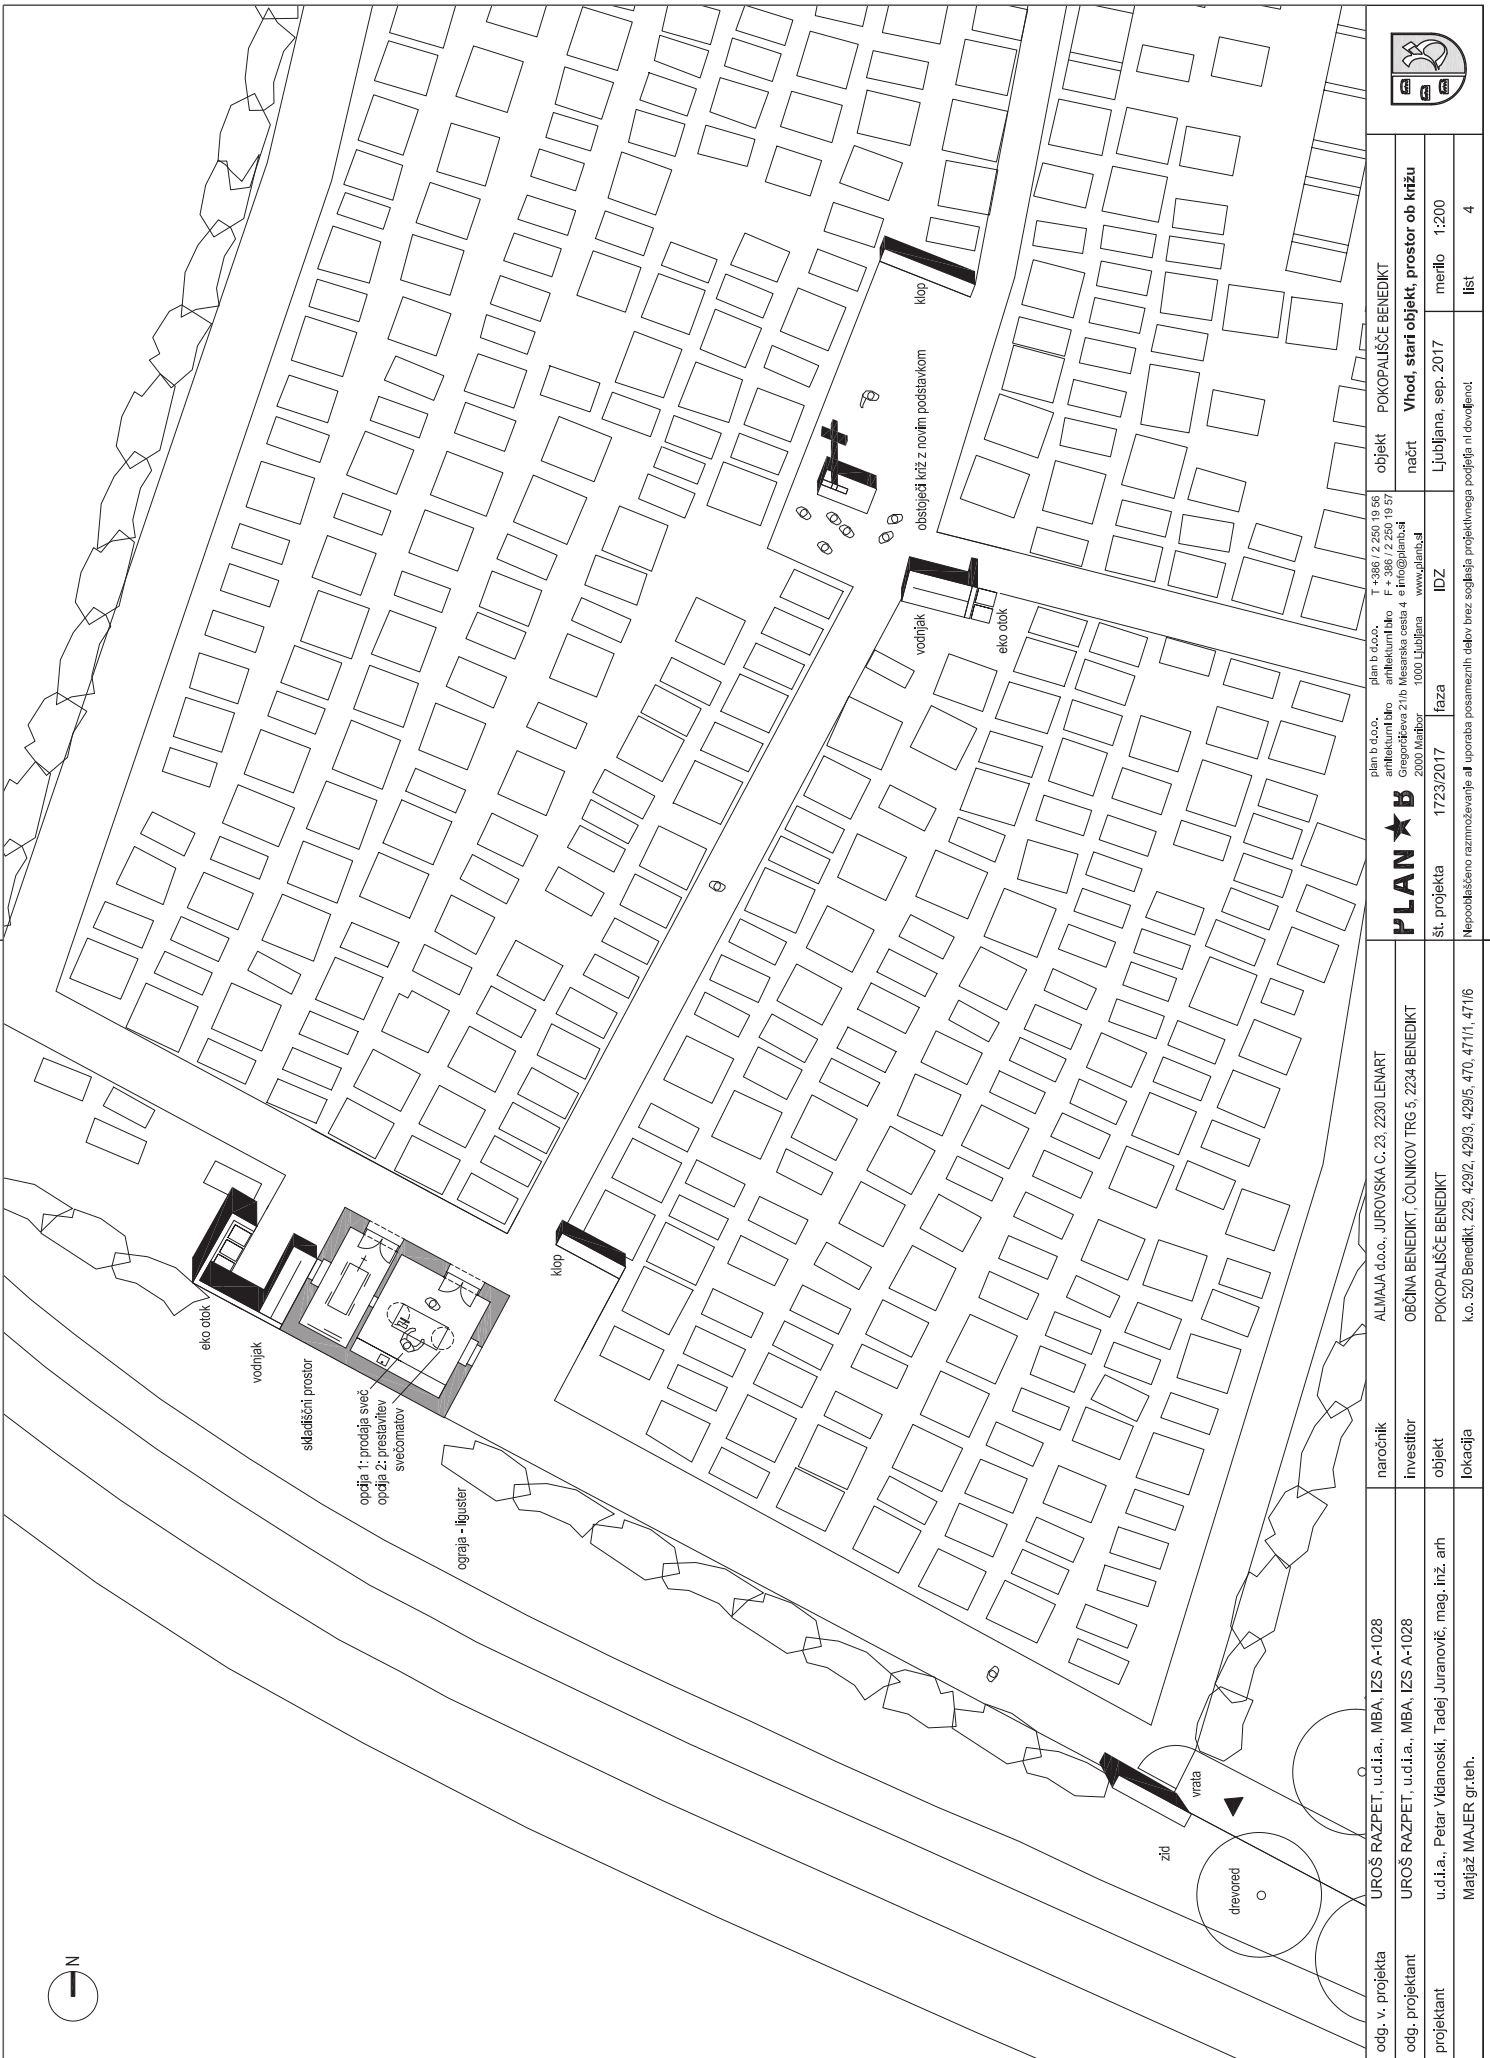 N
eko otok
vodnjak
skladiščni prostor
opcija 1: prodaja sveč
opcija 2: prestavitev
svečomatov
ograja - liguster
klop
vodnjak
eko otok
obstoječi križ z novim podstavkom
klop
zid
vrata
drevored
odg. v. projekta UROŠ RAZPET, u.d.i.a., MBA, IZS A-1028
odg. projektant UROŠ RAZPET, u.d.i.a., MBA, IZS A-1028
projektant u.d.i.a., Petar Vidanoski, Tadej Juranovič, mag. inž. arh
Matjaž MAJER gr.teh.
naročnik ALMAJA d.o.o., JUROVSKA C. 23, 2230 LENART
investitor OBČINA BENEDIKT, ČOLNIKOV TRG 5, 2234 BENEDIKT
objekt POKOPALIŠČE BENEDIKT
lokacija k.o. 520 Benedikt, 229, 429/2, 429/3, 429/5, 470, 471/1, 471/6
PLAN B
plan b d.o.o.
arhitekturni biro
Gregorčičeva 21/b
2000 Maribor
plan b d.o.o.
arhitekturni biro
Mesarska cesta 4
1000 Ljubljana
T +386 / 2 250 19 56
F + 386 / 2 250 19 57
e info@planb.si
www.planb.si
št. projekta 1723/2017 faza IDZ
objekt POKOPALIŠČE BENEDIKT
načrt Vhod, stari objekt, prostor ob križu
Ljubljana, sep. 2017 merilo 1:200
Nepooblaščeno razmnoževanje ali uporaba posameznih delov brez soglasja projektivnega podjetja ni dovoljeno!
list 4